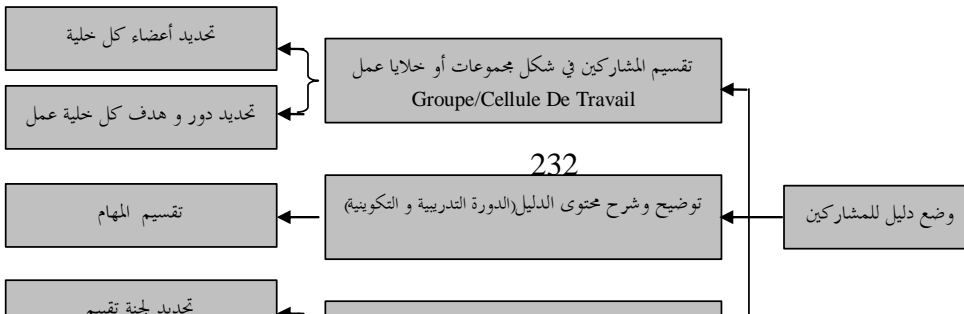 تحديد أعضاء كل خلية
تقسيم المشاركين في شكل مجموعات أو خلايا عمل
Groupe/Cellule De Travail
تحديد دور و هدف كل خلية عمل
232
وضع دليل للمشاركين
توضيح وشرح محتوى الدليل(الدورة التدريبية و التكوينية)
تقسيم المهام
تحديد لجنة تقييم